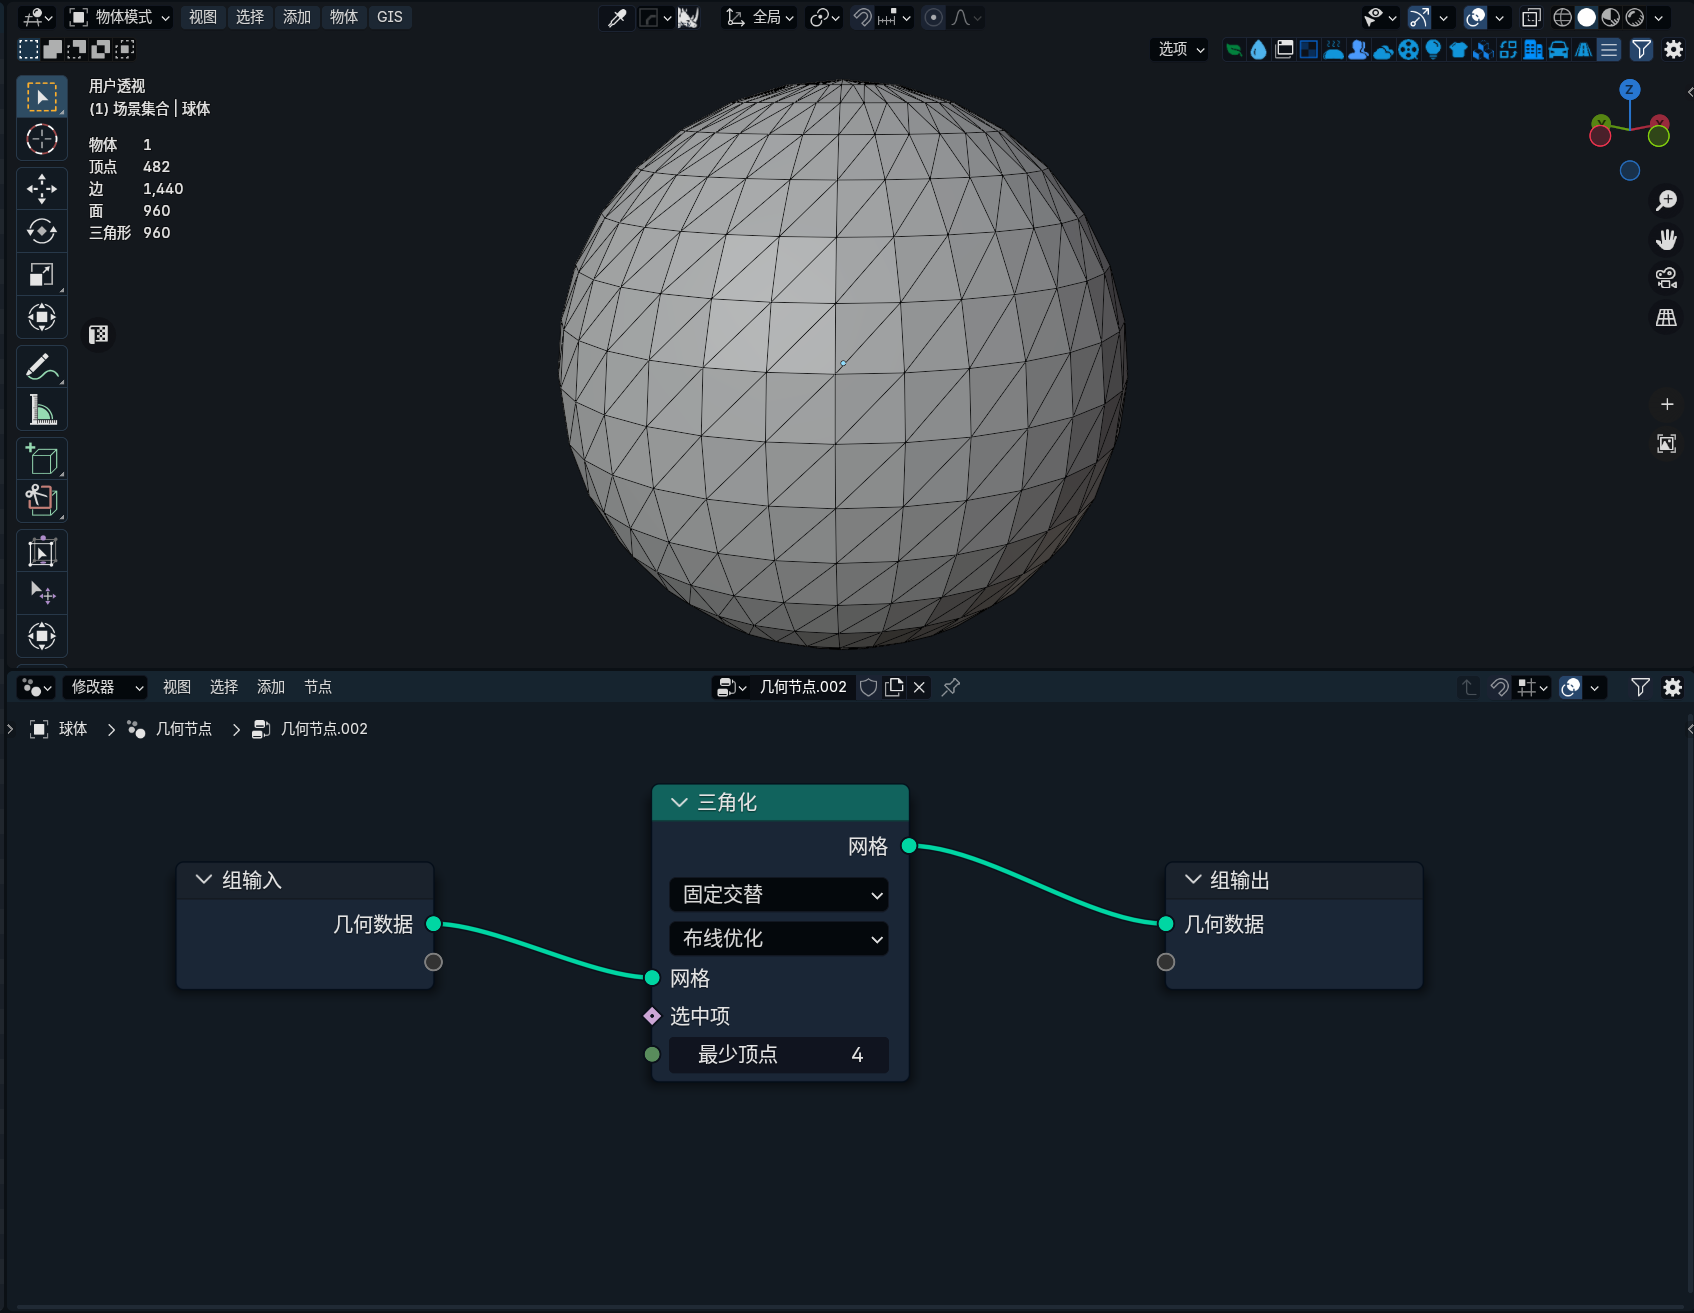 物体模式 视图 选择 添加 物体 GIS 全局
选项
用户透视
(1) 场景集合 | 球体
物体 1
顶点 482
边 1,440
面 960
三角形 960
Z
Y
修改器 视图 选择 添加 节点 几何节点.002
球体 几何节点 几何节点.002
三角化
网格
固定交替
布线优化
网格
选中项
最少顶点 4
组输入
几何数据
组输出
几何数据